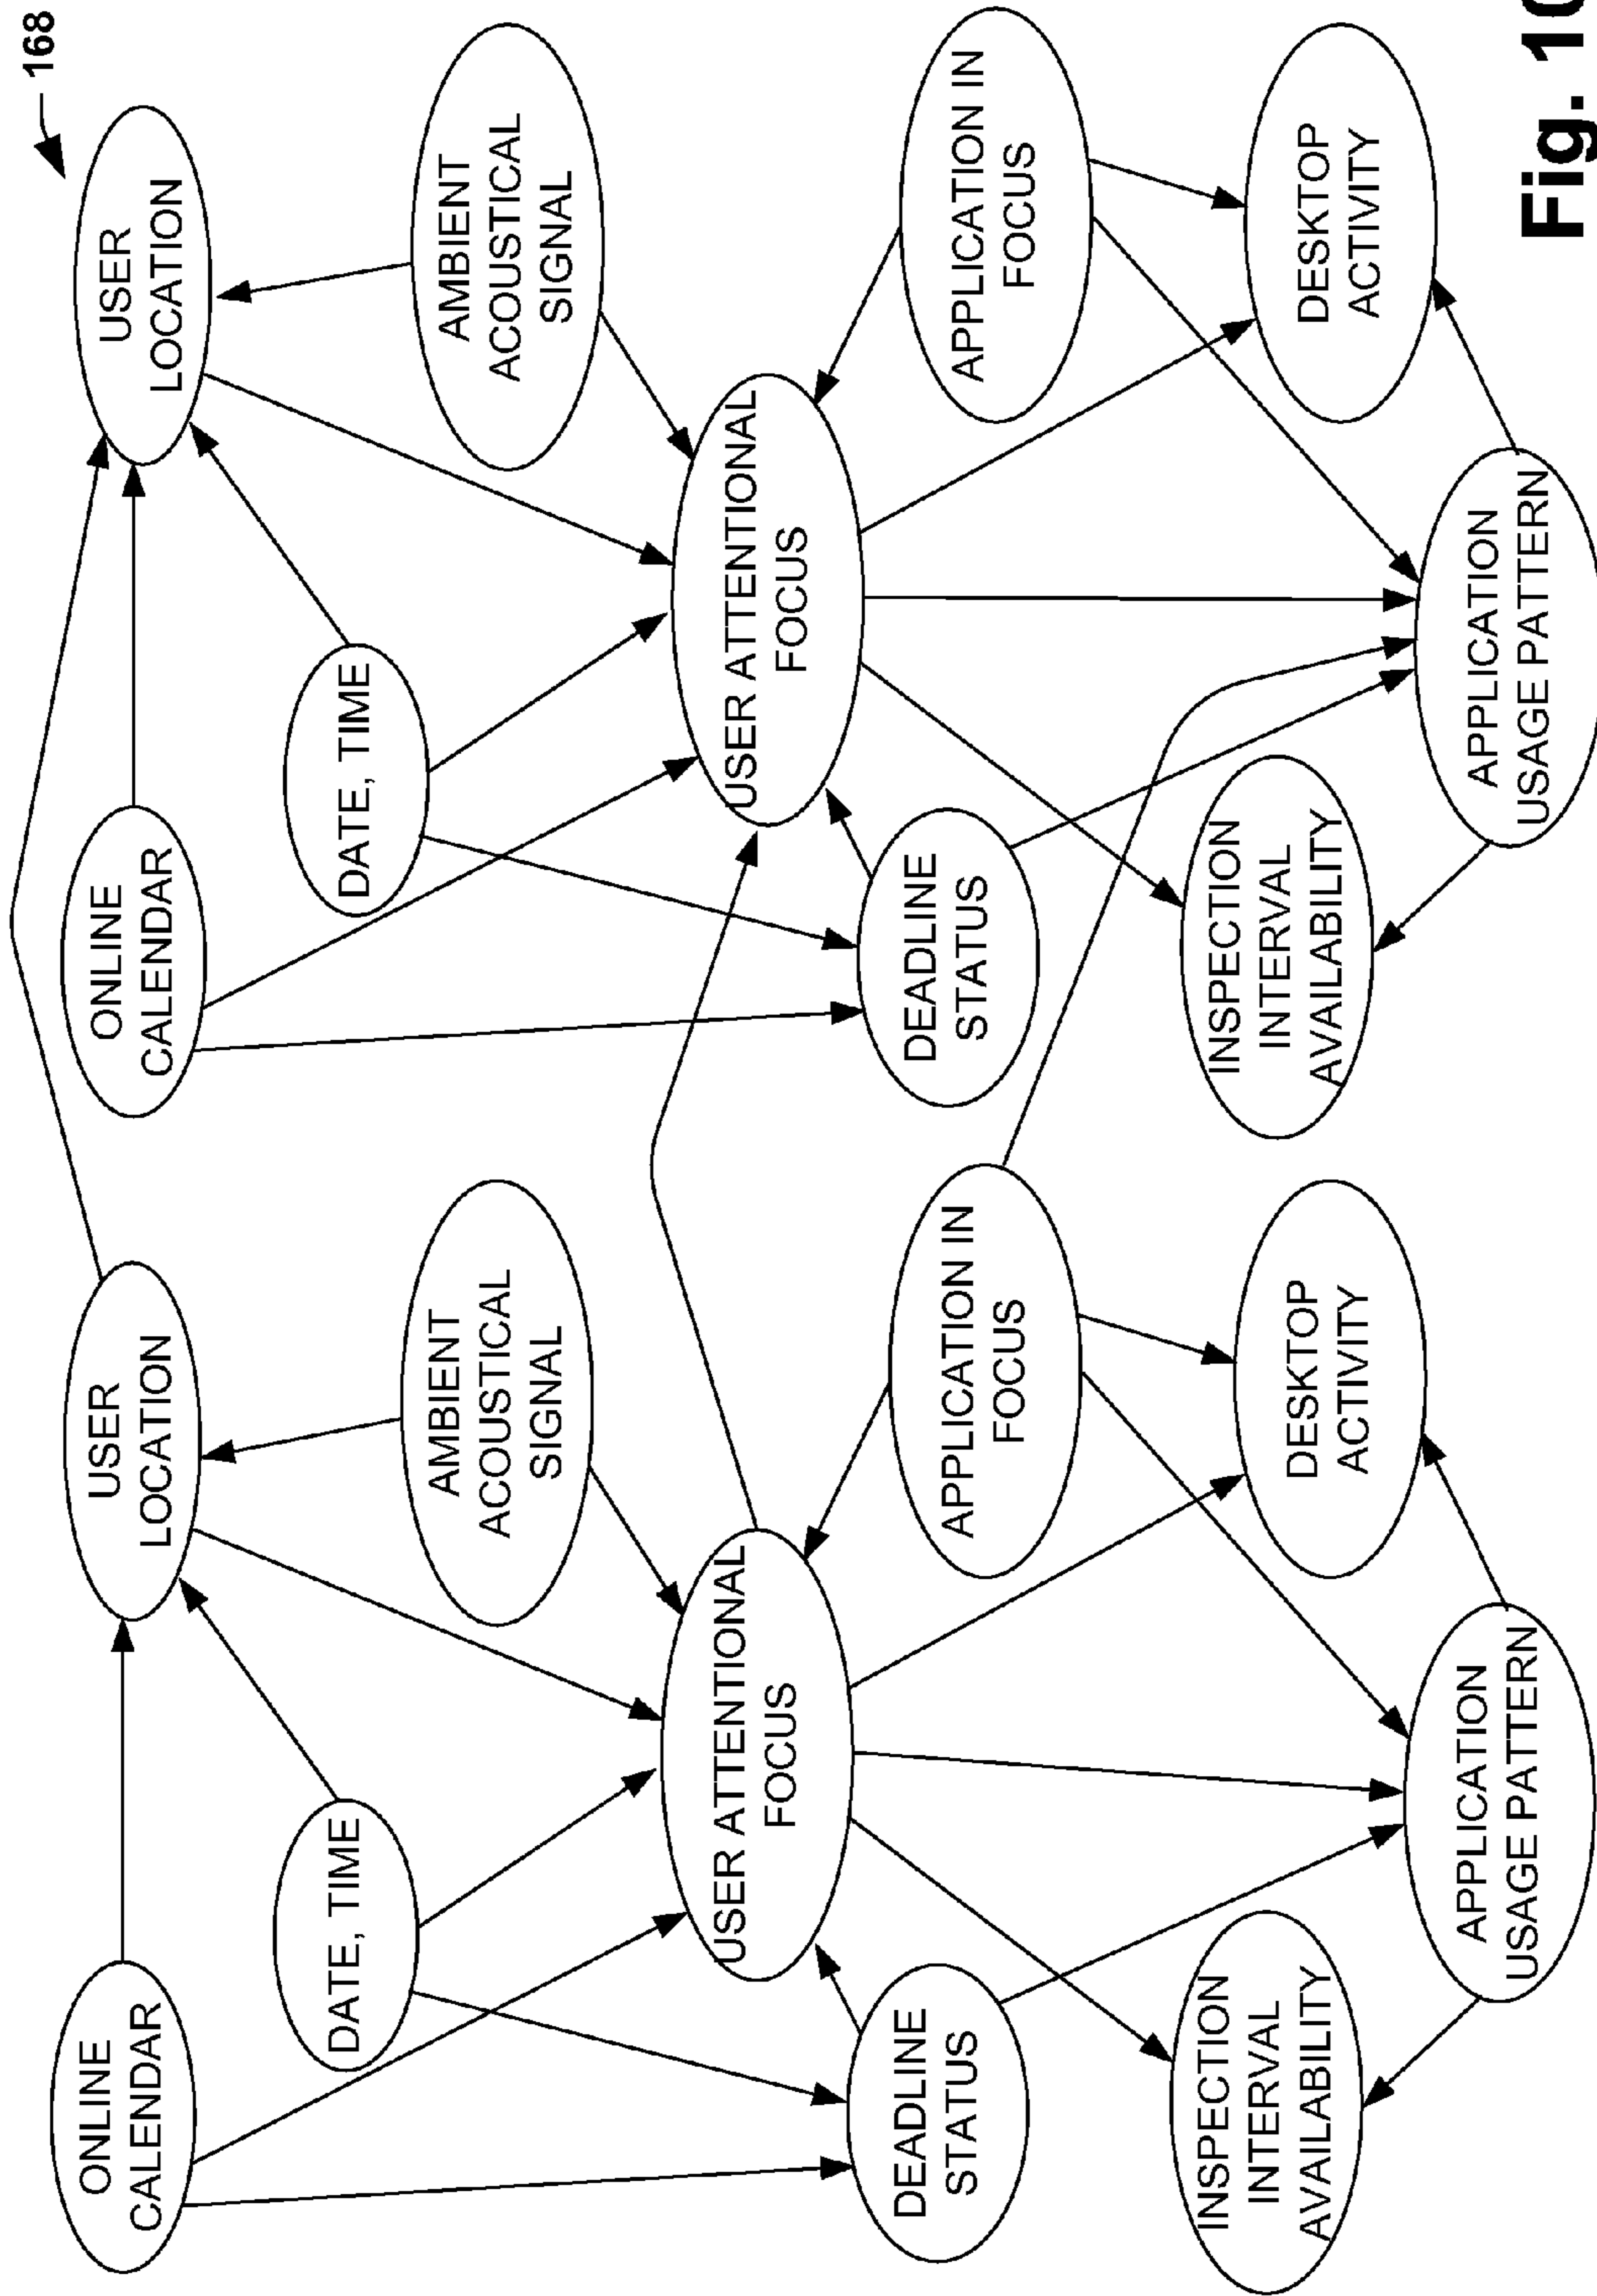 168
ONLINE
CALENDAR
USER
LOCATION
DATE, TIME
AMBIENT
ACOUSTICAL
SIGNAL
USER ATTENTIONAL
FOCUS
DEADLINE
STATUS
APPLICATION IN
FOCUS
INSPECTION
INTERVAL
AVAILABILITY
DESKTOP
ACTIVITY
APPLICATION
USAGE PATTERN
ONLINE
CALENDAR
USER
LOCATION
DATE, TIME
AMBIENT
ACOUSTICAL
SIGNAL
USER ATTENTIONAL
FOCUS
DEADLINE
STATUS
APPLICATION IN
FOCUS
INSPECTION
INTERVAL
AVAILABILITY
DESKTOP
ACTIVITY
APPLICATION
USAGE PATTERN
Fig. 10